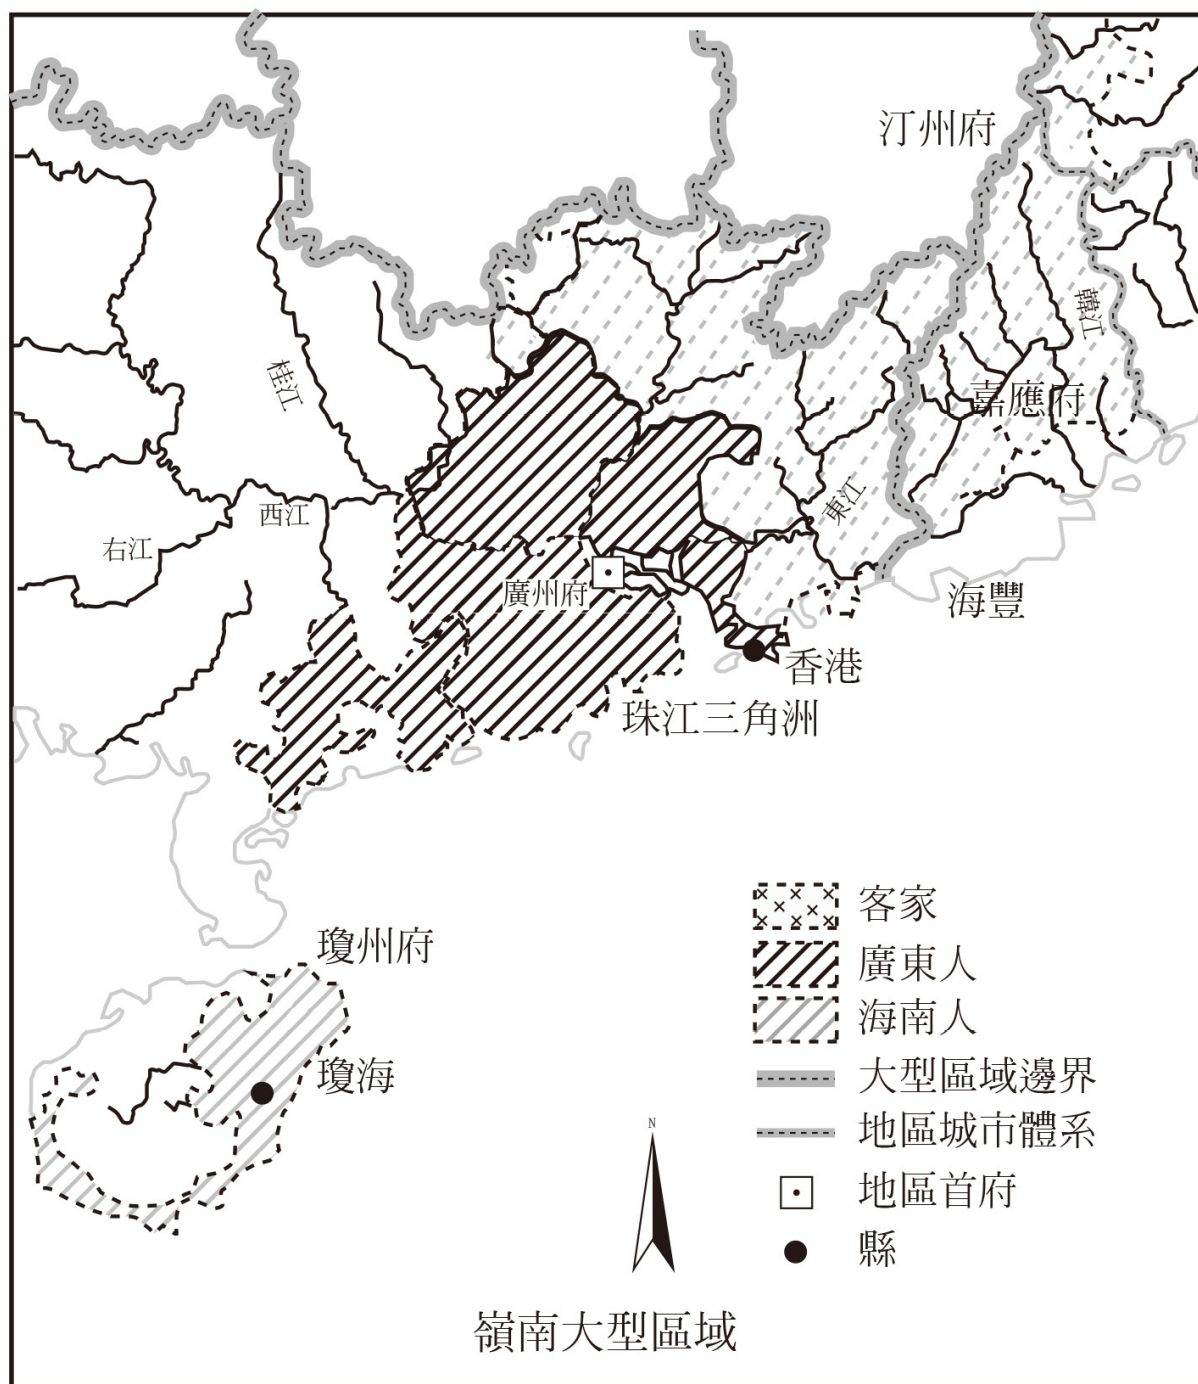 汀州府
韓江
桂江
嘉應府
東江
西江
右江
廣州府
海豐
香港
珠江三角洲
客家
廣東人
瓊州府
海南人
瓊海
大型區域邊界
地區城市體系
N
地區首府
縣
嶺南大型區域